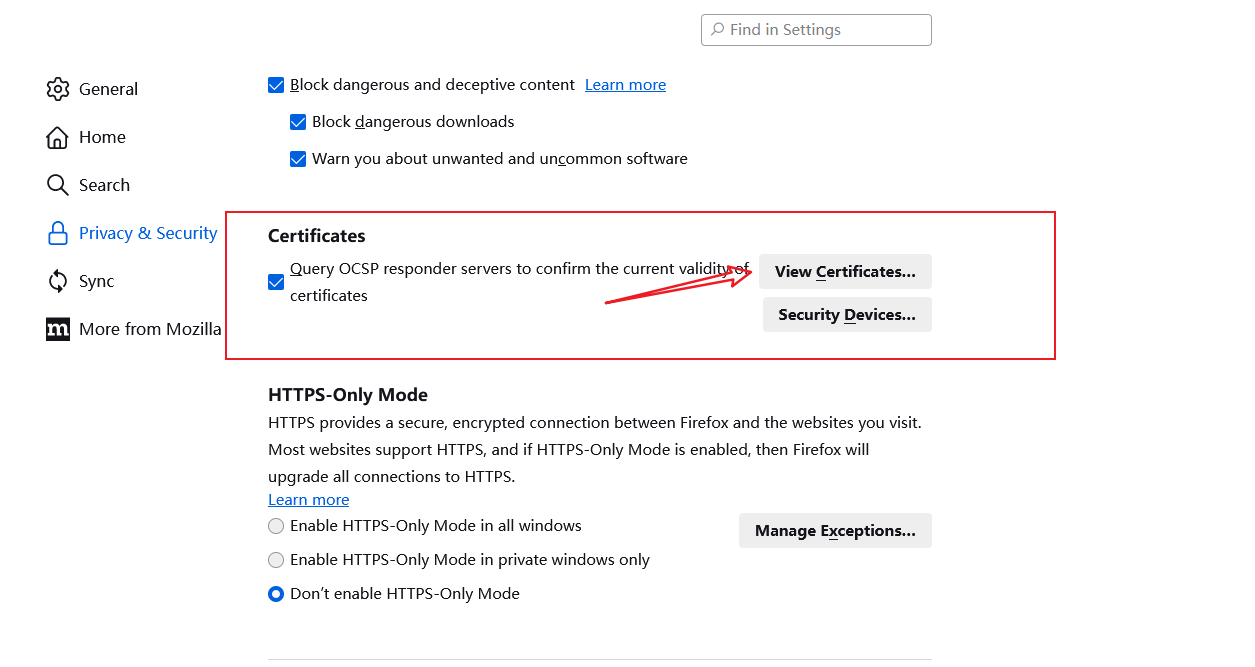 Find in Settings
General
Home
Search
Privacy & Security
Sync
m More from Mozilla
Block dangerous and deceptive content Learn more
Block dangerous downloads
Warn you about unwanted and uncommon software
Certificates
Query OCSP responder servers to confirm the current validity of
certificates
View Certificates...
Security Devices...
HTTPS-Only Mode
HTTPS provides a secure, encrypted connection between Firefox and the websites you visit.
Most websites support HTTPS, and if HTTPS-Only Mode is enabled, then Firefox will
upgrade all connections to HTTPS.
Learn more
Enable HTTPS-Only Mode in all windows
Manage Exceptions...
Enable HTTPS-Only Mode in private windows only
Don’t enable HTTPS-Only Mode